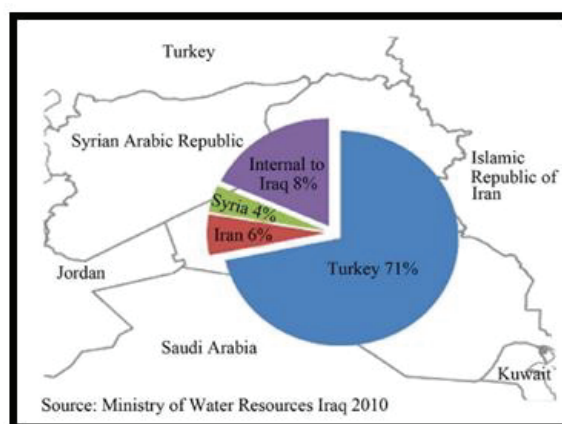 Turkey
Syrian Arabic Republic
Internal to
Iraq 8%
Islamic
Republic of
Iran
Syria 4%
Iran 6%
Turkey 71%
Jordan
Saudi Arabia
Kuwait
Source: Ministry of Water Resources Iraq 2010